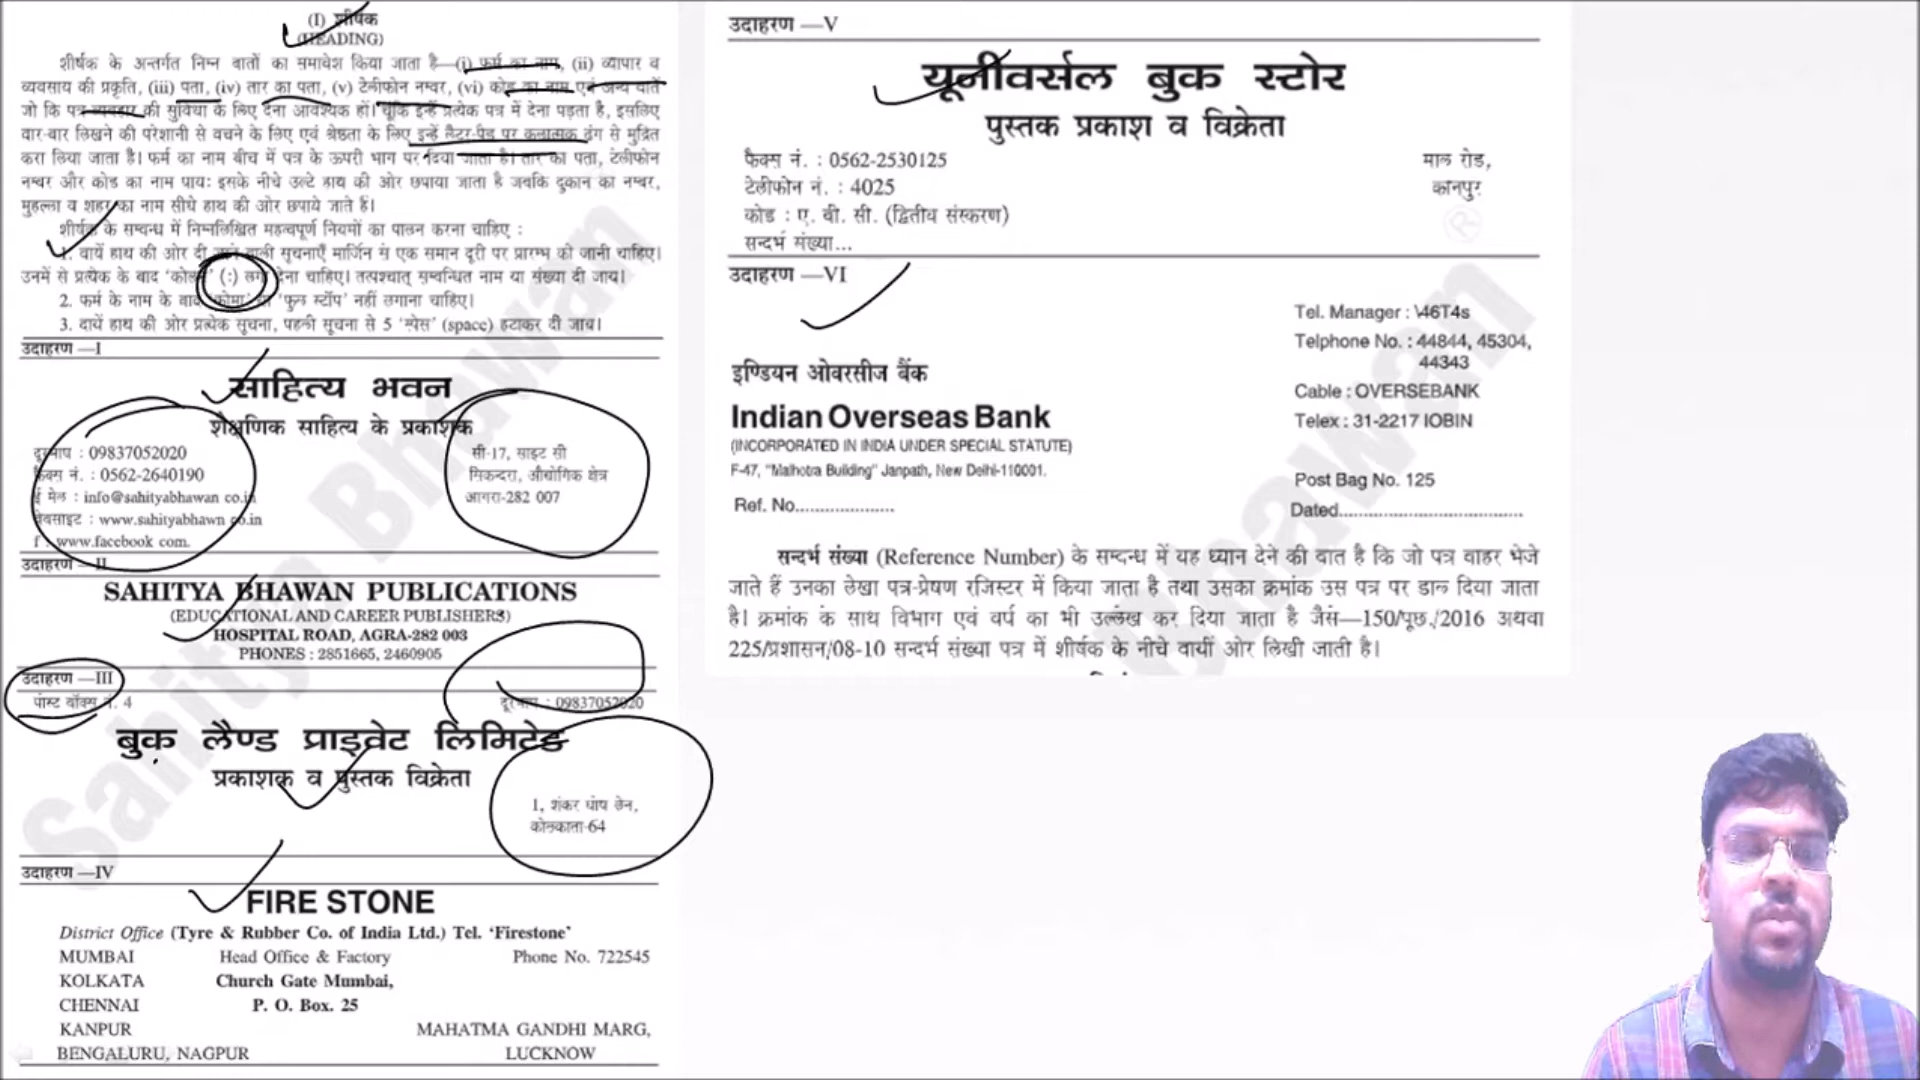 (I) शीर्षक
(HEADING)
शीर्षक के अन्तर्गत निम्न बातों का समावेश किया जाता है—(i) फर्म का नाम, (ii) व्यापार व
व्यवसाय की प्रकृति, (iii) पता, (iv) तार का पता, (v) टेलीफोन नम्बर, (vi) कोड का नाम एवं अन्य बातें
जो कि पत्र-व्यवहार की सुविधा के लिए देना आवश्यक हों। चूंकि इन्हें प्रत्येक पत्र में देना पड़ता है, इसलिए
बार-बार लिखने की परेशानी से बचने के लिए एवं श्रेष्ठता के लिए इन्हें लैटर-पैड पर कलात्मक ढंग से मुद्रित
करा लिया जाता है। फर्म का नाम बीच में पत्र के ऊपरी भाग पर दिया जाता है। तार का पता, टेलीफोन
नम्बर और कोड का नाम पायः इसके नीचे उल्टे हाथ की ओर छपाया जाता है जबकि दुकान का नम्बर,
मुहल्ला व शहर का नाम सीधे हाथ की ओर छपाये जाते हैं।
शीर्षक के सम्बन्ध में निम्नलिखित महत्वपूर्ण नियमों का पालन करना चाहिए :
1. बायें हाथ की ओर दी जाने वाली सूचनाएँ मार्जिन से एक समान दूरी पर प्रारम्भ की जानी चाहिए।
उनमें से प्रत्येक के बाद 'कोलन' (:) लगा देना चाहिए। तत्पश्चात् सम्बन्धित नाम या संख्या दी जाय।
2. फर्म के नाम के बाद 'कोमा' या 'फुल स्टॉप' नहीं लगाना चाहिए।
3. दायें हाथ की ओर प्रत्येक सूचना, पहली सूचना से 5 'स्पेस' (space) हटाकर दी जाय।
उदाहरण —I
साहित्य भवन
शैक्षणिक साहित्य के प्रकाशक
दूरभाष : 09837052020
फैक्स नं. : 0562-2640190
ई मेल : info@sahityabhawan co.in
वेबसाइट : www.sahityabhawn co.in
f : www.facebook com.
सी-17, साइट सी
सिकन्दरा, औद्योगिक क्षेत्र
आगरा-282 007
उदाहरण —II
SAHITYA BHAWAN PUBLICATIONS
(EDUCATIONAL AND CAREER PUBLISHERS)
HOSPITAL ROAD, AGRA-282 003
PHONES : 2851665, 2460905
उदाहरण —III
पोस्ट बॉक्स नं. 4
दूरभाष : 09837052020
बुक लैण्ड प्राइवेट लिमिटेड
प्रकाशक व पुस्तक विक्रेता
1, शंकर घोष लेन,
कोलकाता-64
उदाहरण —IV
FIRE STONE
District Office (Tyre & Rubber Co. of India Ltd.) Tel. 'Firestone'
MUMBAI Head Office & Factory Phone No. 722545
KOLKATA Church Gate Mumbai,
CHENNAI P. O. Box. 25
KANPUR MAHATMA GANDHI MARG,
BENGALURU, NAGPUR LUCKNOW
Sahitya Bhawan
उदाहरण —V
यूनीवर्सल बुक स्टोर
पुस्तक प्रकाश व विक्रेता
फैक्स नं. : 0562-2530125
टेलीफोन नं. : 4025
कोड : ए. बी. सी. (द्वितीय संस्करण)
सन्दर्भ संख्या...
माल रोड,
कानपुर
उदाहरण —VI
Tel. Manager : \46T4s
Telphone No. : 44844, 45304,
44343
Cable : OVERSEBANK
Telex : 31-2217 IOBIN
इण्डियन ओवरसीज बैंक
Indian Overseas Bank
(INCORPORATED IN INDIA UNDER SPECIAL STATUTE)
F-47, "Malhotra Building" Janpath, New Delhi-110001.
Post Bag No. 125
Ref. No....................
Dated......................................
सन्दर्भ संख्या (Reference Number) के सम्बन्ध में यह ध्यान देने की बात है कि जो पत्र बाहर भेजे
जाते हैं उनका लेखा पत्र-प्रेषण रजिस्टर में किया जाता है तथा उसका क्रमांक उस पत्र पर डाल दिया जाता
है। क्रमांक के साथ विभाग एवं वर्ष का भी उल्लेख कर दिया जाता है जैसे—150/पूछ./2016 अथवा
225/प्रशासन/08-10 सन्दर्भ संख्या पत्र में शीर्षक के नीचे बायीं ओर लिखी जाती है।